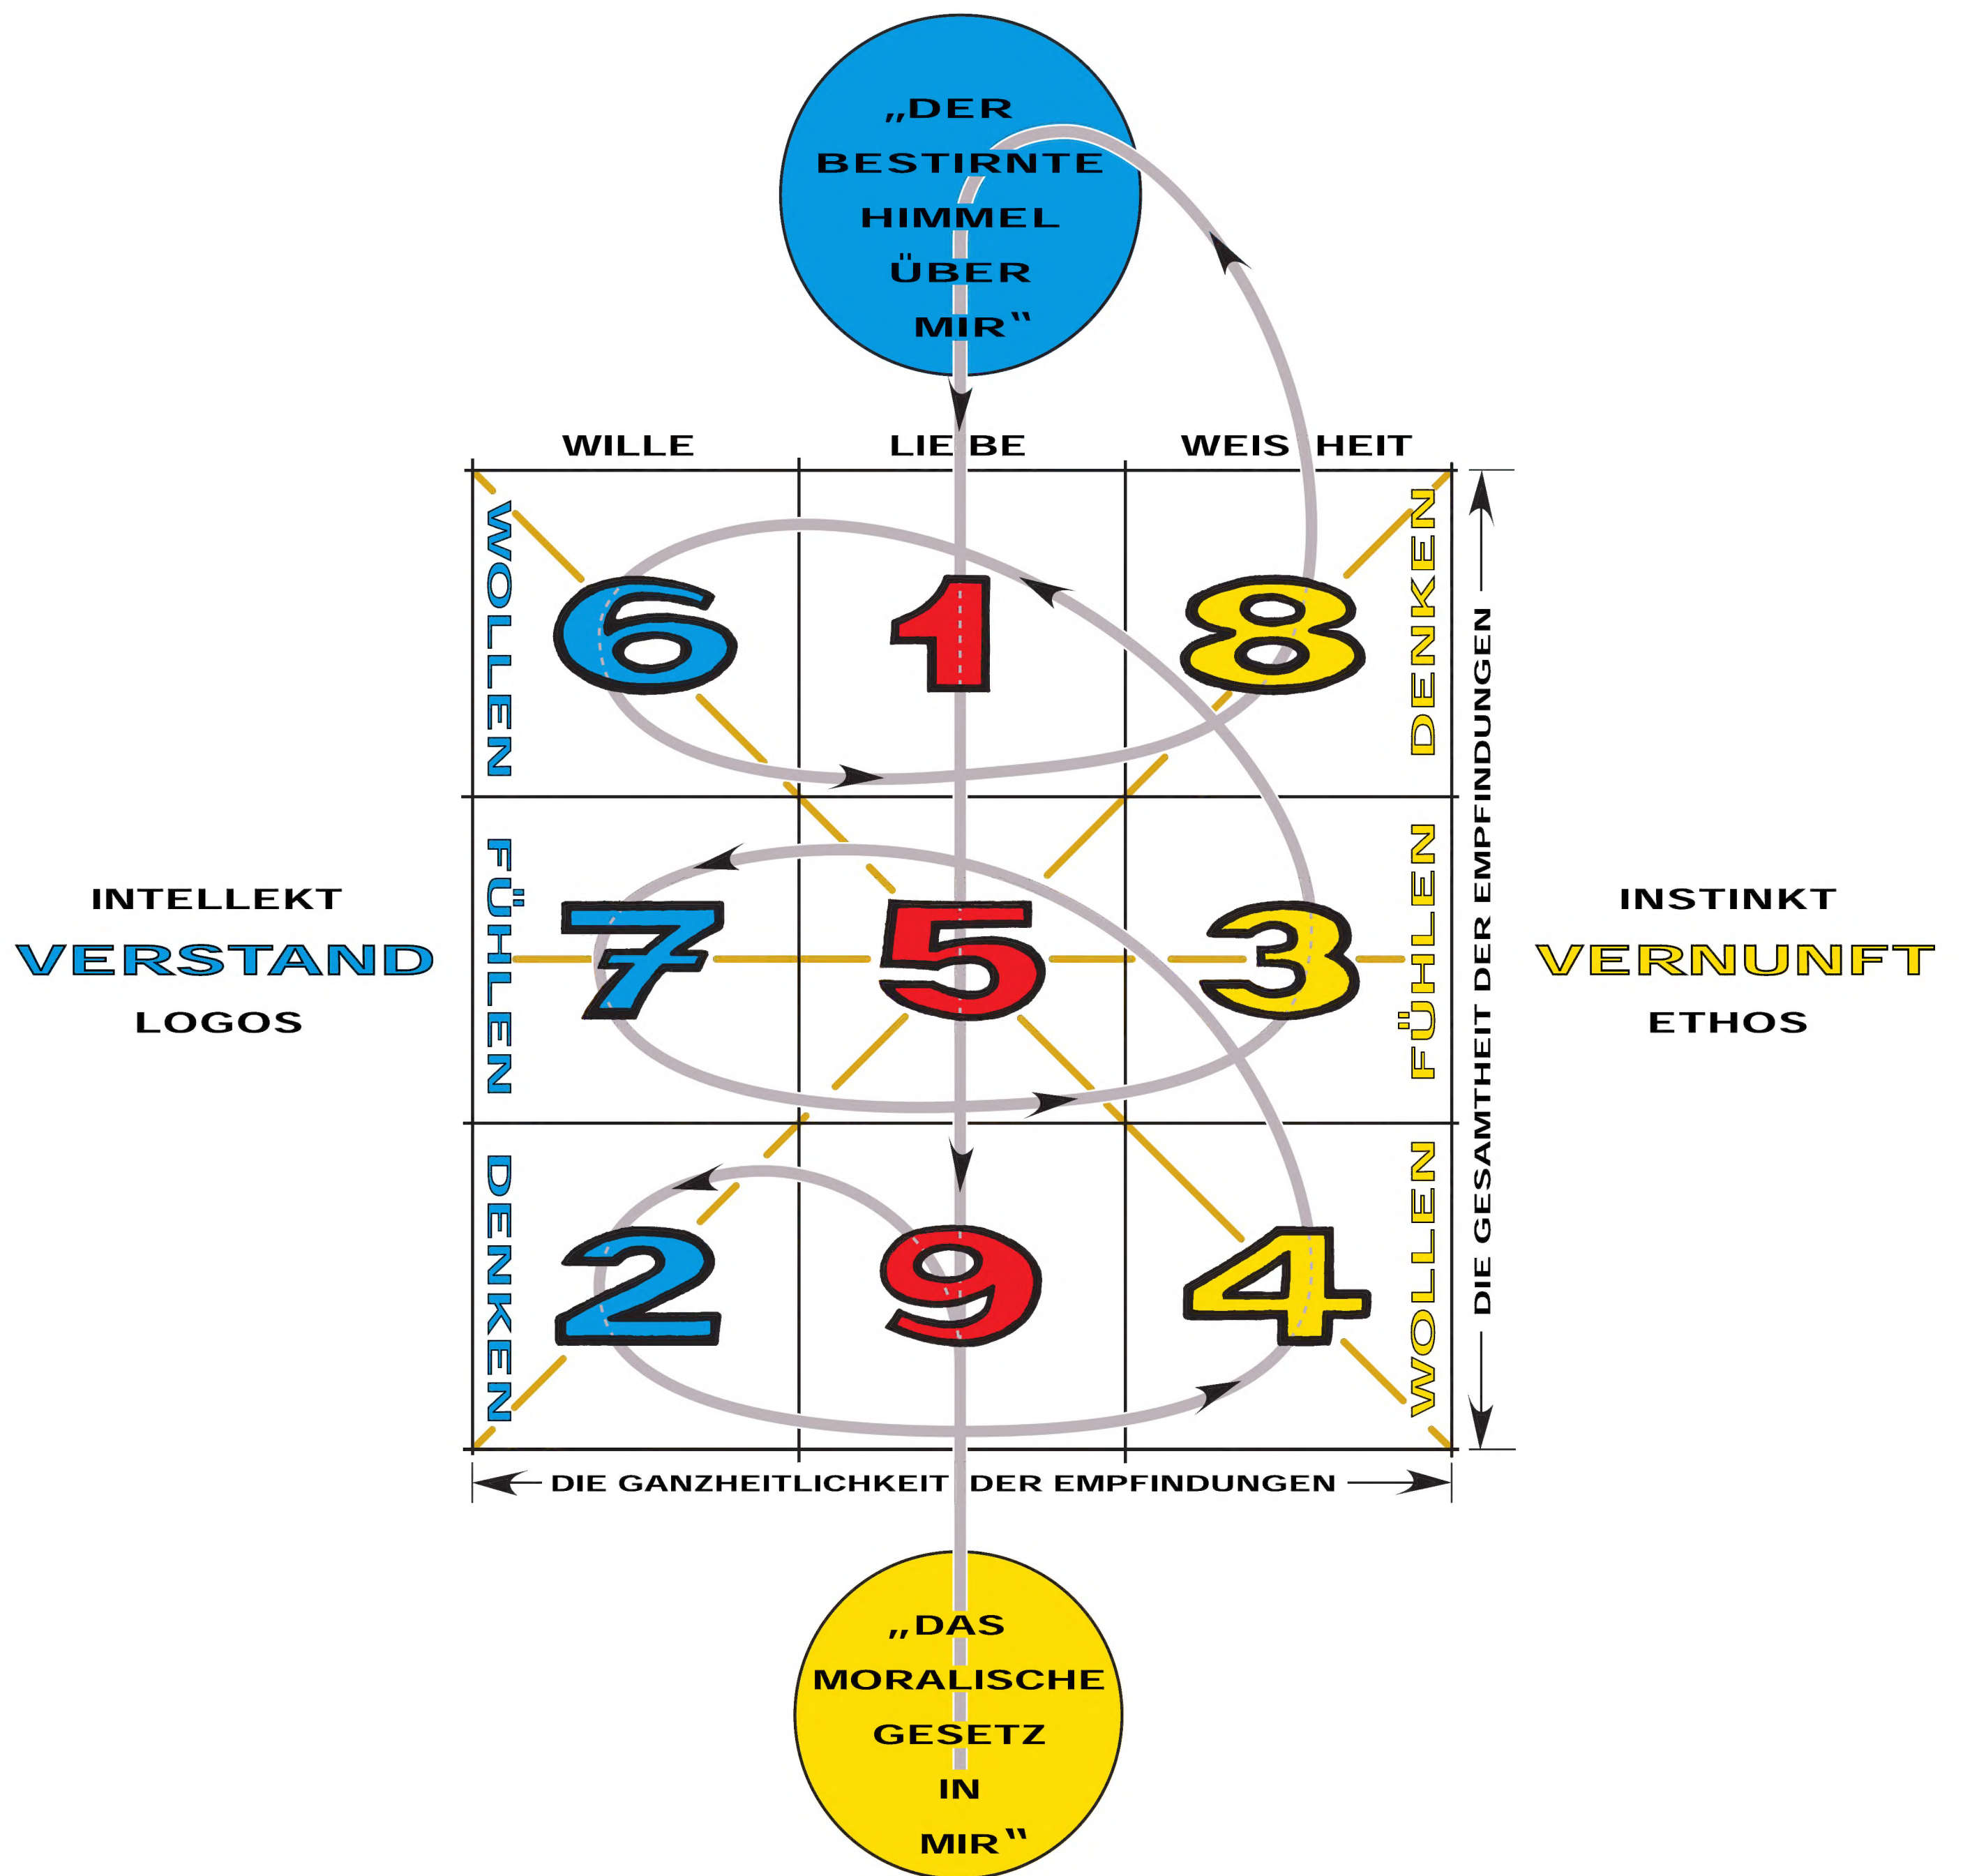 „DER
BESTIRNTE
HIMMEL
ÜBER
MIR“
WILLE LIEBE WEISHEIT
WOLLEN
6 1 8
DENKEN
FÜHLEN
7 5 3
FÜHLEN
DENKEN
2 9 4
WOLLEN
DIE GESAMTHEIT DER EMPFINDUNGEN
INTELLEKT
VERSTAND
LOGOS
INSTINKT
VERNUNFT
ETHOS
DIE GANZHEITLICHKEIT DER EMPFINDUNGEN
„DAS
MORALISCHE
GESETZ
IN
MIR“